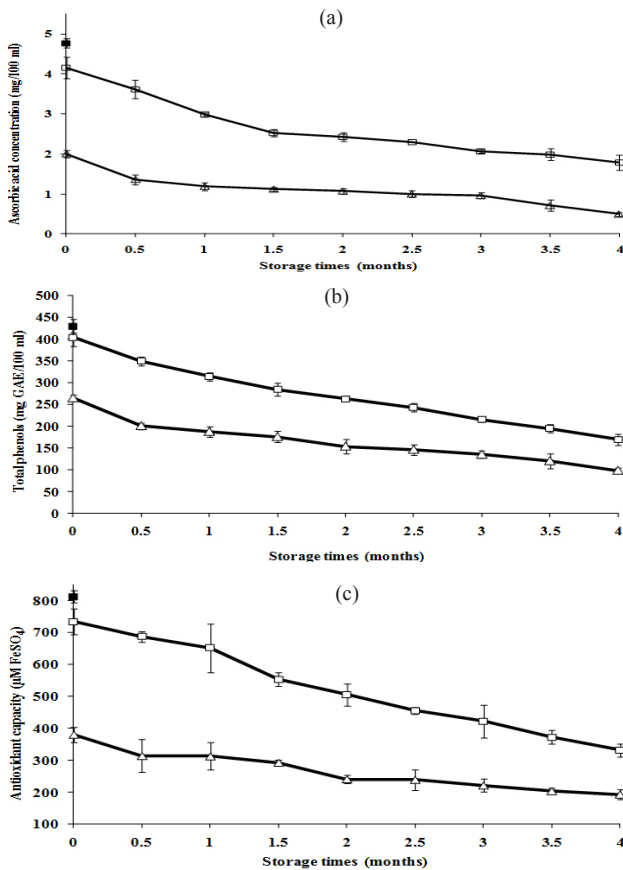 (a)
Ascorbic acid concentration (mg/100 ml)
5
4
3
2
1
0
0 0.5 1 1.5 2 2.5 3 3.5 4
Storage times (months)
(b)
Total phenols (mg GAE/100 ml)
500
450
400
350
300
250
200
150
100
50
0
0 0.5 1 1.5 2 2.5 3 3.5 4
Storage times (months)
(c)
Antioxidant capacity (µM FeSO₄)
800
700
600
500
400
300
200
100
0 0.5 1 1.5 2 2.5 3 3.5 4
Storage times (months)